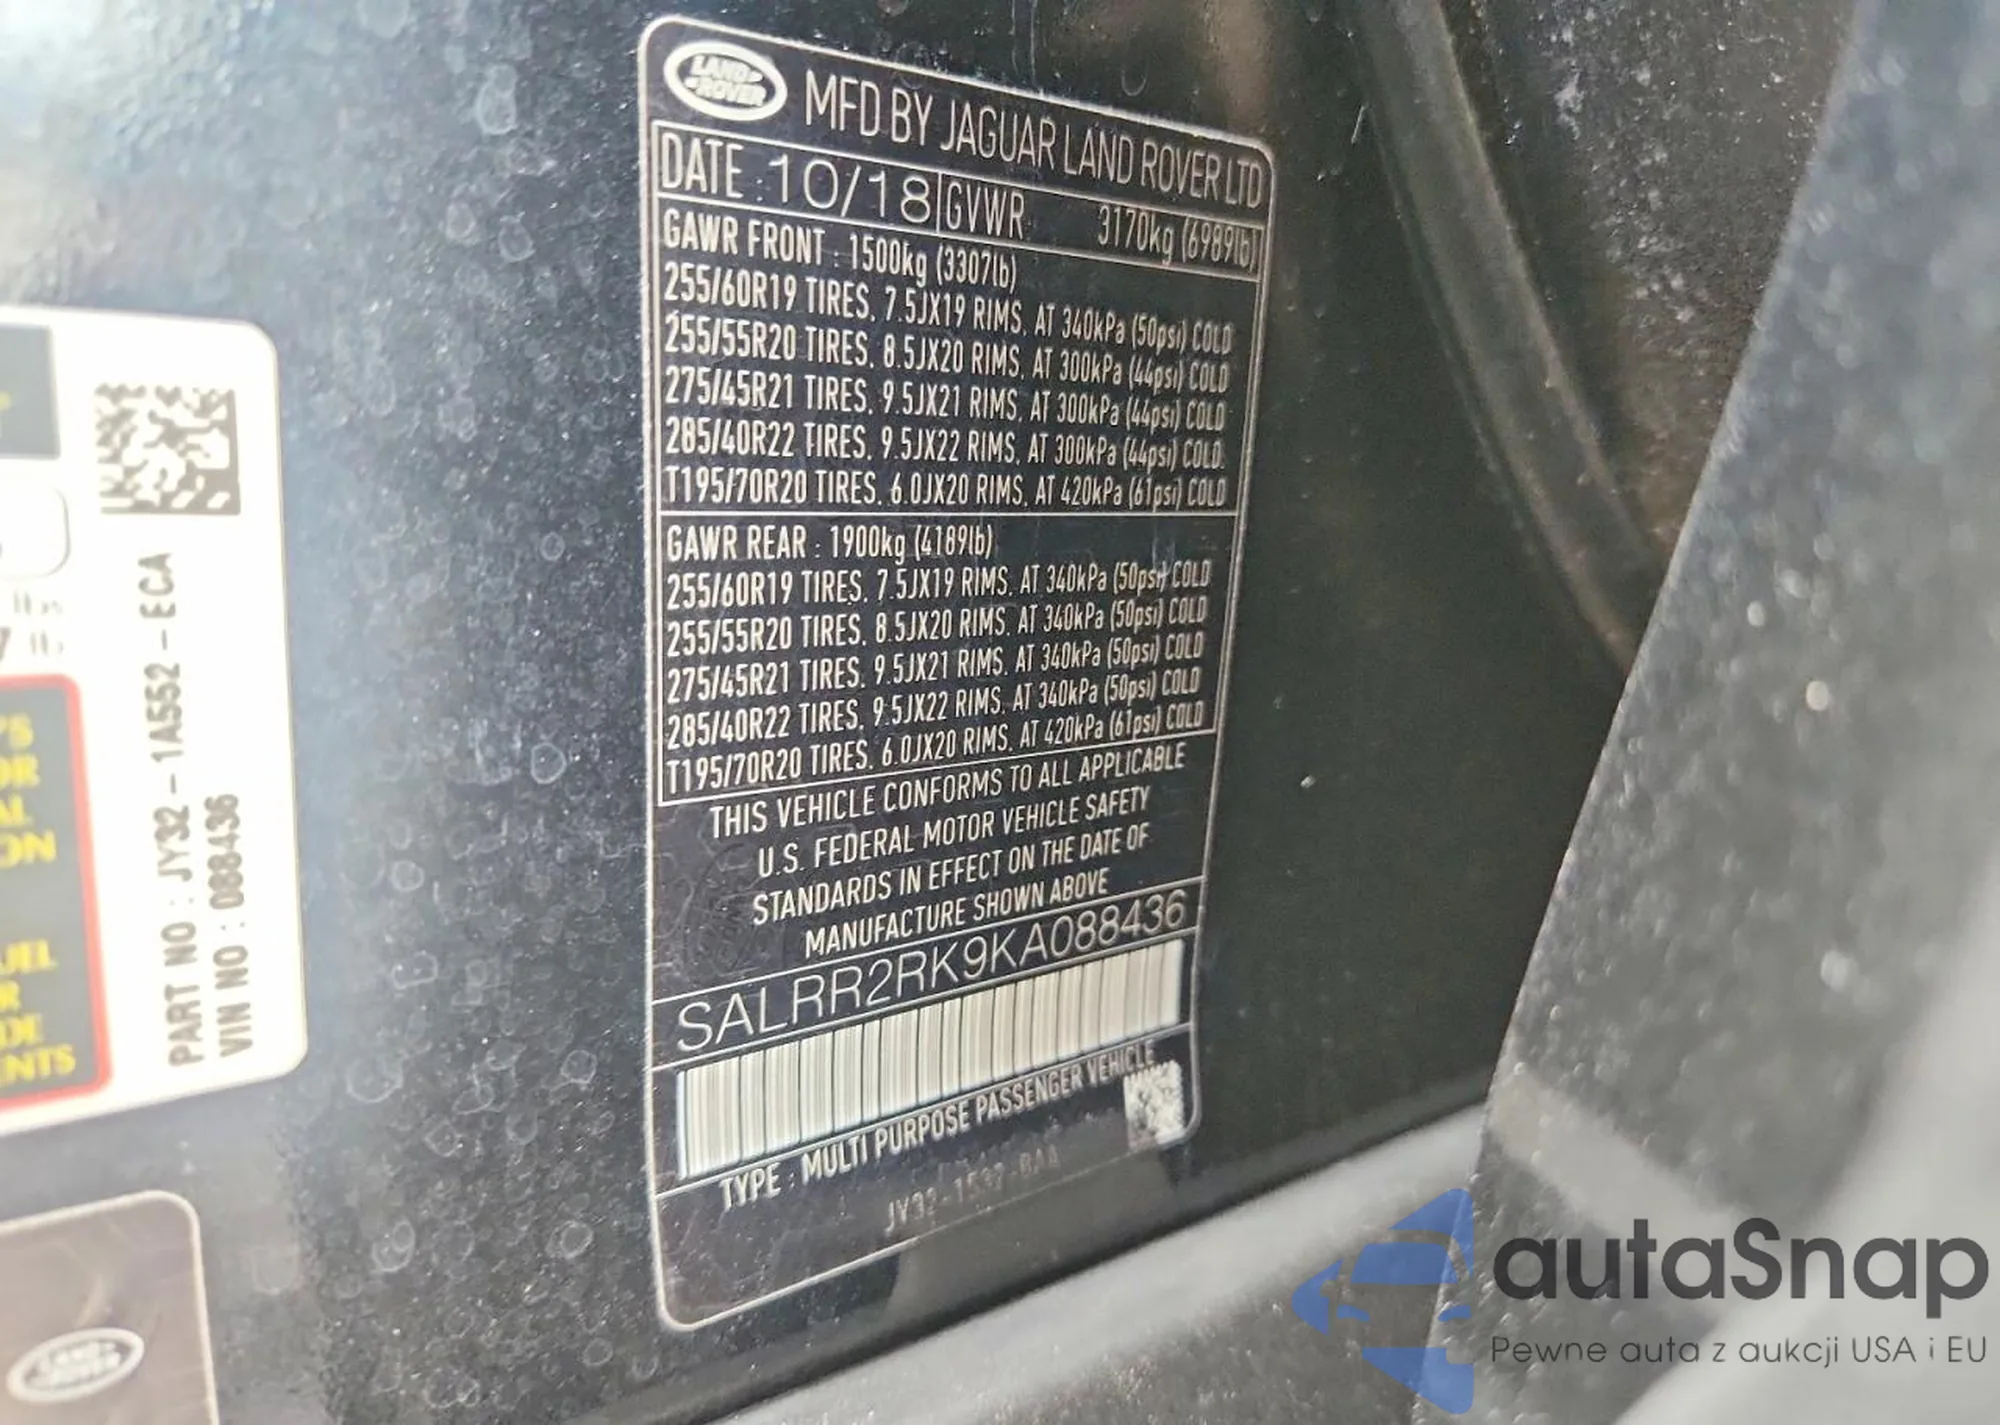 LAND ROVER
MFD BY JAGUAR LAND ROVER LTD
DATE : 10/18 GVWR 3170kg (6989lb)
GAWR FRONT : 1500kg (3307lb)
255/60R19 TIRES, 7.5JX19 RIMS, AT 340kPa (50psi) COLD
255/55R20 TIRES, 8.5JX20 RIMS, AT 300kPa (44psi) COLD
275/45R21 TIRES, 9.5JX21 RIMS, AT 300kPa (44psi) COLD
285/40R22 TIRES, 9.5JX22 RIMS, AT 300kPa (44psi) COLD
T195/70R20 TIRES, 6.0JX20 RIMS, AT 420kPa (61psi) COLD
GAWR REAR : 1900kg (4189lb)
255/60R19 TIRES, 7.5JX19 RIMS, AT 340kPa (50psi) COLD
255/55R20 TIRES, 8.5JX20 RIMS, AT 340kPa (50psi) COLD
275/45R21 TIRES, 9.5JX21 RIMS, AT 340kPa (50psi) COLD
285/40R22 TIRES, 9.5JX22 RIMS, AT 340kPa (50psi) COLD
T195/70R20 TIRES, 6.0JX20 RIMS, AT 420kPa (61psi) COLD
THIS VEHICLE CONFORMS TO ALL APPLICABLE
U.S. FEDERAL MOTOR VEHICLE SAFETY
STANDARDS IN EFFECT ON THE DATE OF
MANUFACTURE SHOWN ABOVE
SALRR2RK9KA088436
TYPE : MULTI PURPOSE PASSENGER VEHICLE
PART NO : JY32-1A552-ECA
VIN NO : 088436
lbs
7 lb
LAND ROVER
autaSnap
Pewne auta z aukcji USA i EU